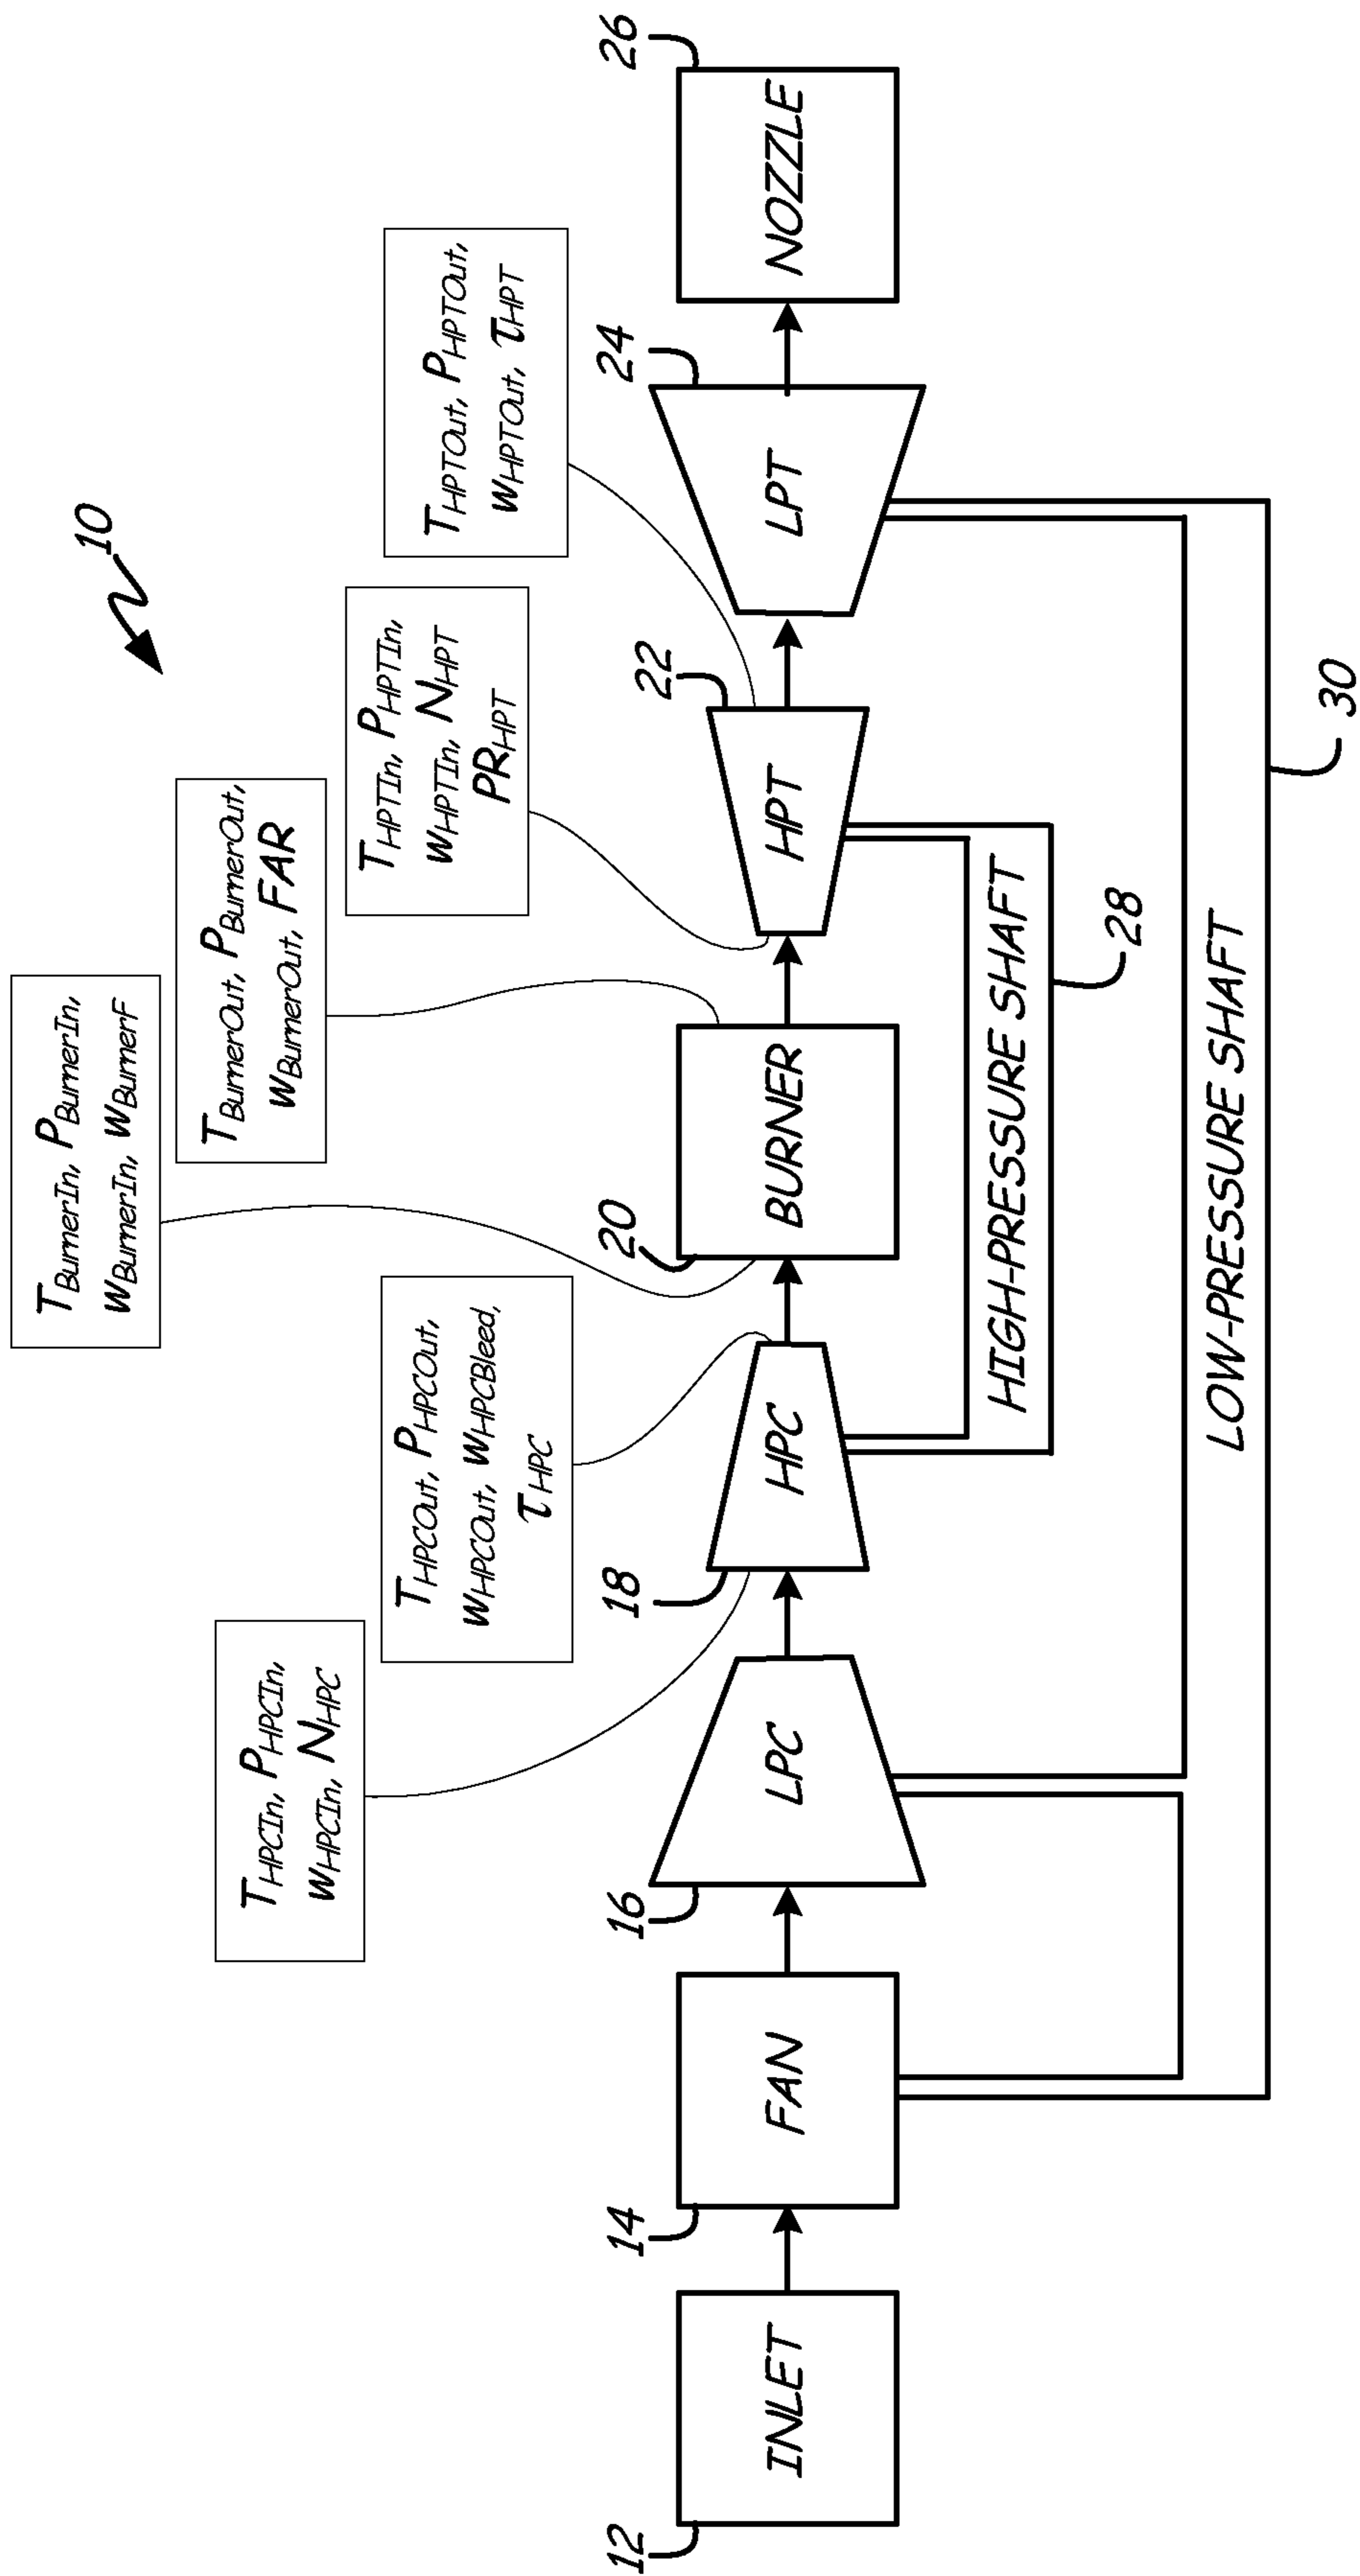 10
T_BurnerIn, P_BurnerIn,
w_BurnerIn, w_BurnerF
T_BurnerOut, P_BurnerOut,
w_BurnerOut, FAR
T_HPCIn, P_HPCIn,
w_HPCIn, N_HPC
T_HPCOut, P_HPCOut,
w_HPCOut, w_HPCBleed,
τ_HPC
T_HPTIn, P_HPTIn,
w_HPTIn, N_HPT
PR_HPT
T_HPTOut, P_HPTOut,
w_HPTOut, τ_HPT
12
14
16
18
20
22
24
26
INLET
FAN
LPC
HPC
BURNER
HPT
LPT
NOZZLE
HIGH-PRESSURE SHAFT
28
LOW-PRESSURE SHAFT
30